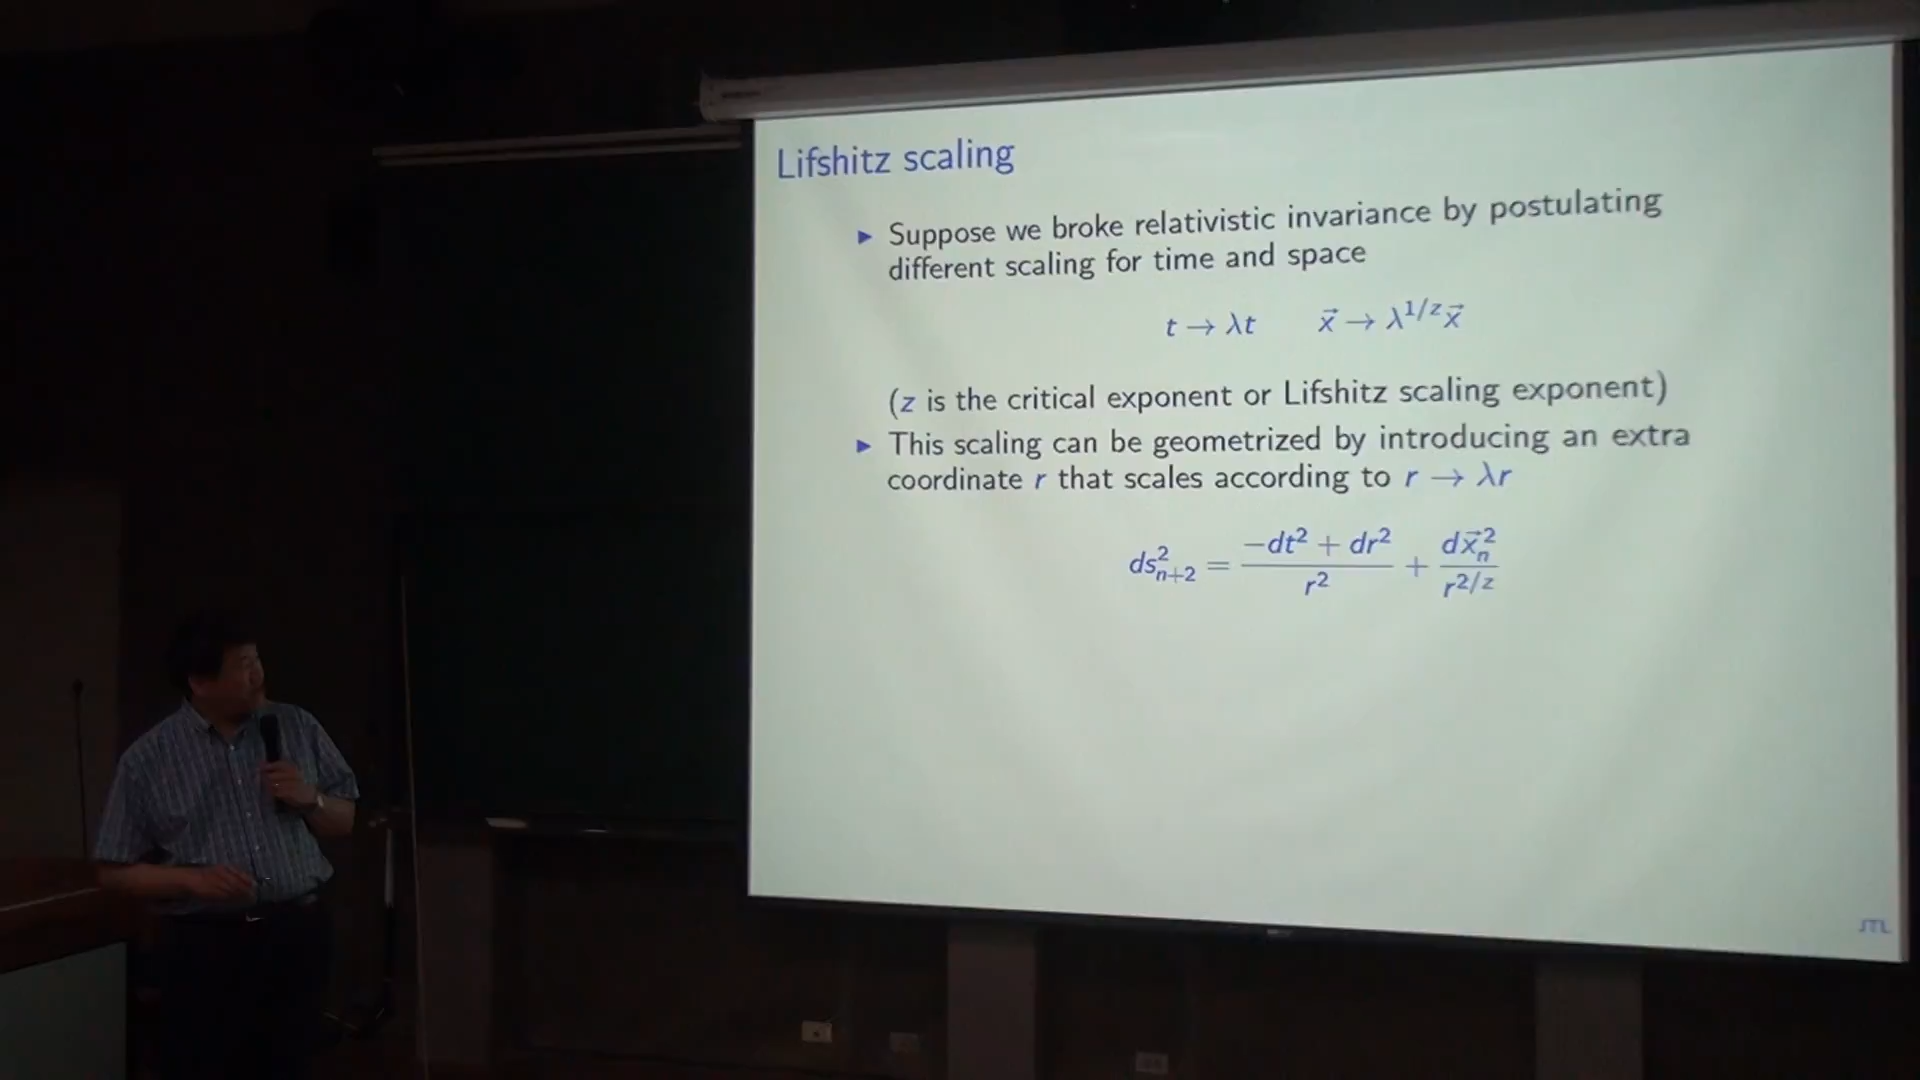 Lifshitz scaling
► Suppose we broke relativistic invariance by postulating
different scaling for time and space
t → λt   x⃗ → λ^{1/z}x⃗
(z is the critical exponent or Lifshitz scaling exponent)
► This scaling can be geometrized by introducing an extra
coordinate r that scales according to r → λr
ds²_{n+2} = (−dt² + dr²)/r² + dx⃗²_n/r^{2/z}